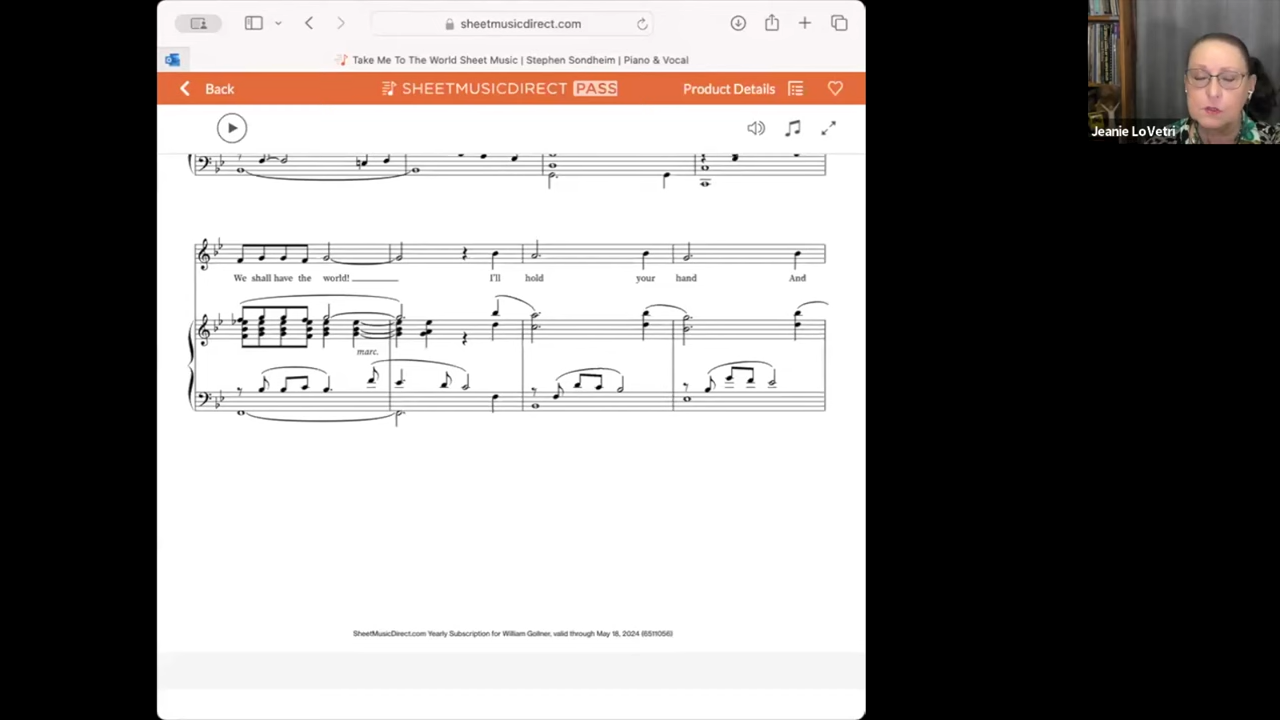 sheetmusicdirect.com
Take Me To The World Sheet Music | Stephen Sondheim | Piano & Vocal
Back
SHEETMUSICDIRECT PASS
Product Details
Jeanie LoVetri
We shall have the world! I'll hold your hand And
marc.
SheetMusicDirect.com Yearly Subscription for William Gollner, valid through May 18, 2024 (6511056)